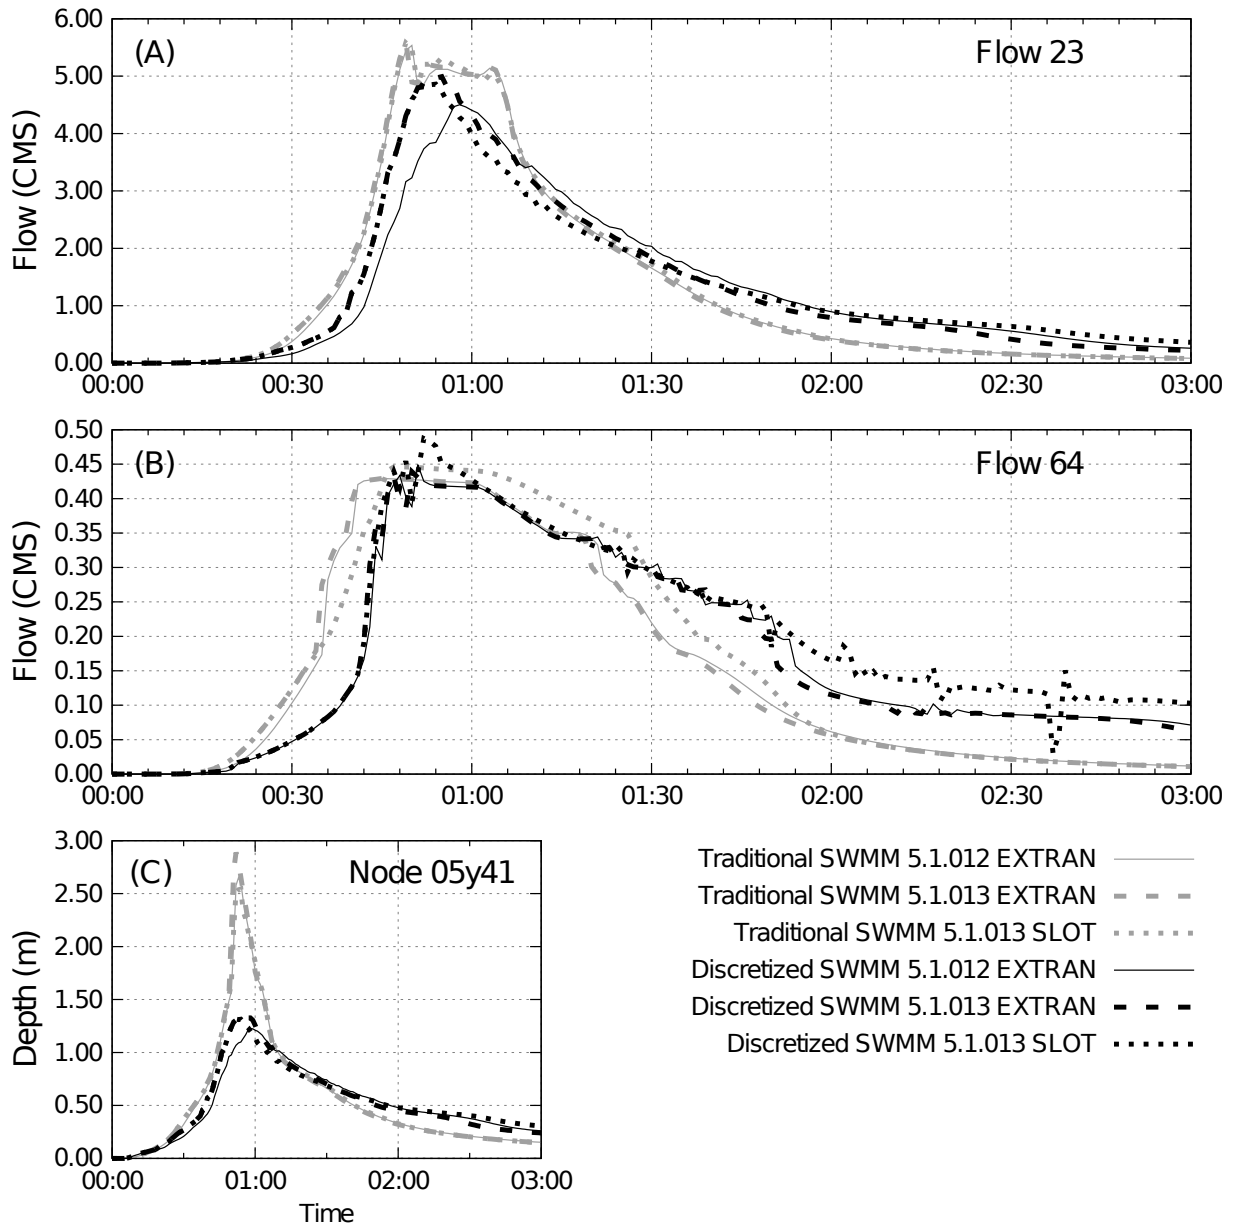 6.00
(A)
Flow 23
5.00
4.00
3.00
2.00
1.00
0.00
Flow (CMS)
00:00 00:30 01:00 01:30 02:00 02:30 03:00
0.50
(B)
Flow 64
0.45
0.40
0.35
0.30
0.25
0.20
0.15
0.10
0.05
0.00
Flow (CMS)
00:00 00:30 01:00 01:30 02:00 02:30 03:00
3.00
(C)
Node 05y41
2.50
2.00
1.50
1.00
0.50
0.00
Depth (m)
00:00 01:00 02:00 03:00
Time
Traditional SWMM 5.1.012 EXTRAN
Traditional SWMM 5.1.013 EXTRAN
Traditional SWMM 5.1.013 SLOT
Discretized SWMM 5.1.012 EXTRAN
Discretized SWMM 5.1.013 EXTRAN
Discretized SWMM 5.1.013 SLOT